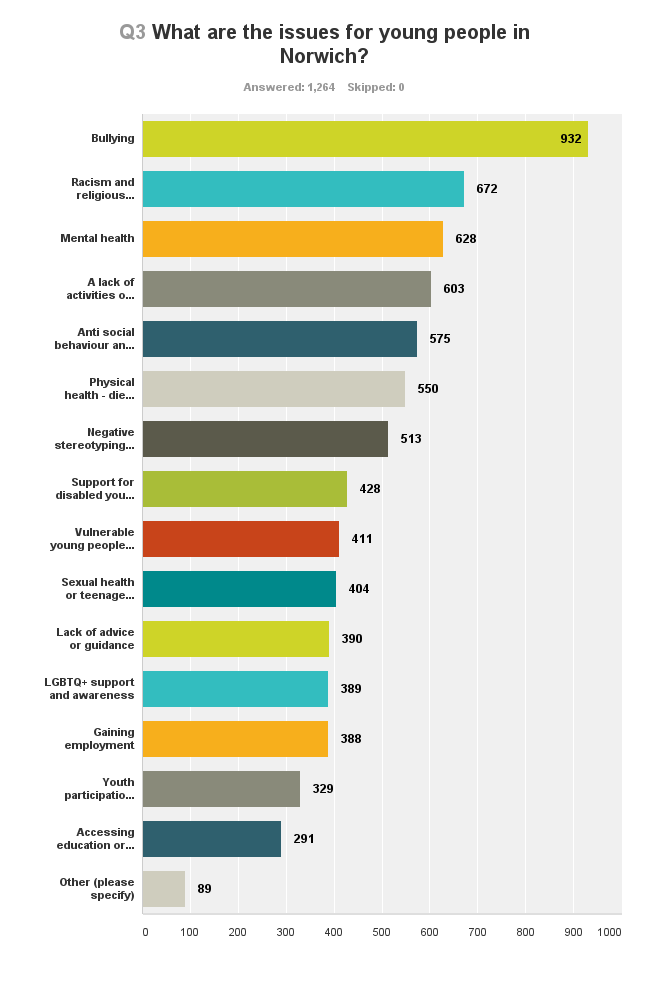 Q3 What are the issues for young people in
Norwich?
Answered: 1,264 Skipped: 0
Bullying
932
Racism and
religious...
672
Mental health
628
A lack of
activities o...
603
Anti social
behaviour an...
575
Physical
health - die...
550
Negative
stereotyping...
513
Support for
disabled you...
428
Vulnerable
young people...
411
Sexual health
or teenage...
404
Lack of advice
or guidance
390
LGBTQ+ support
and awareness
389
Gaining
employment
388
Youth
participatio...
329
Accessing
education or...
291
Other (please
specify)
89
0 100 200 300 400 500 600 700 800 900 1000